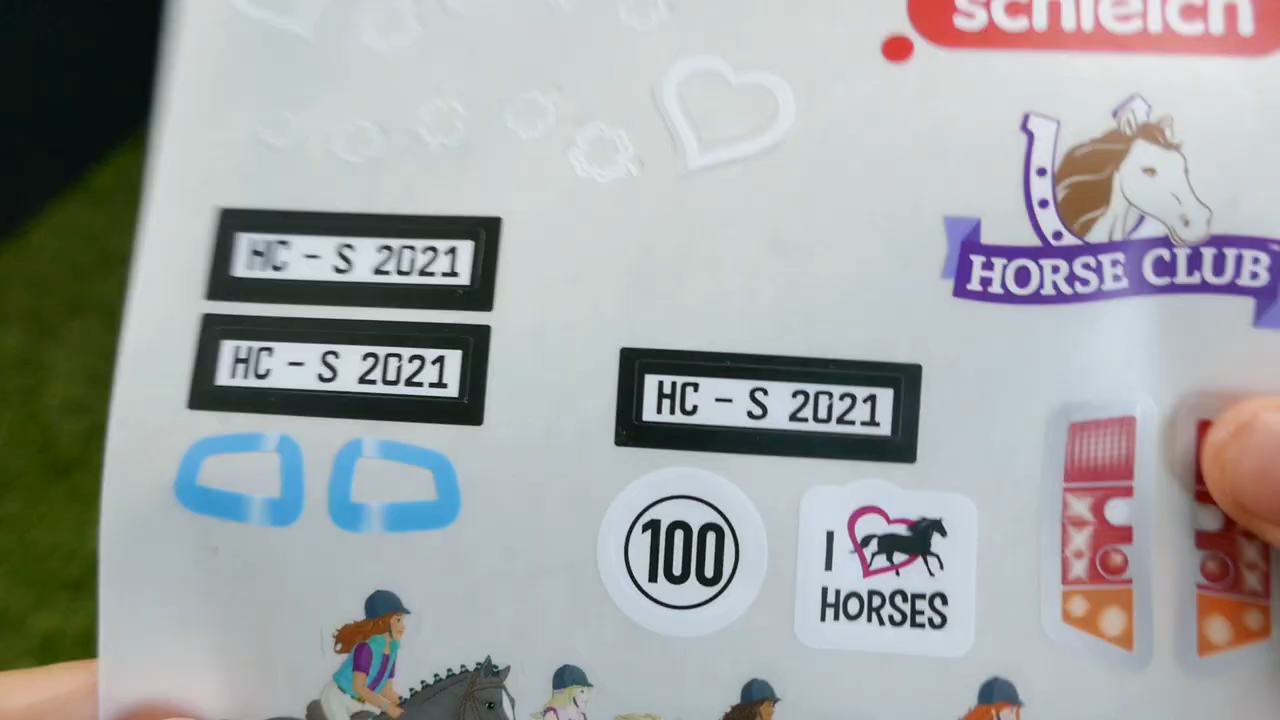 schleich
HORSE CLUB
HC - S 2021
HC - S 2021
HC - S 2021
100
I
HORSES